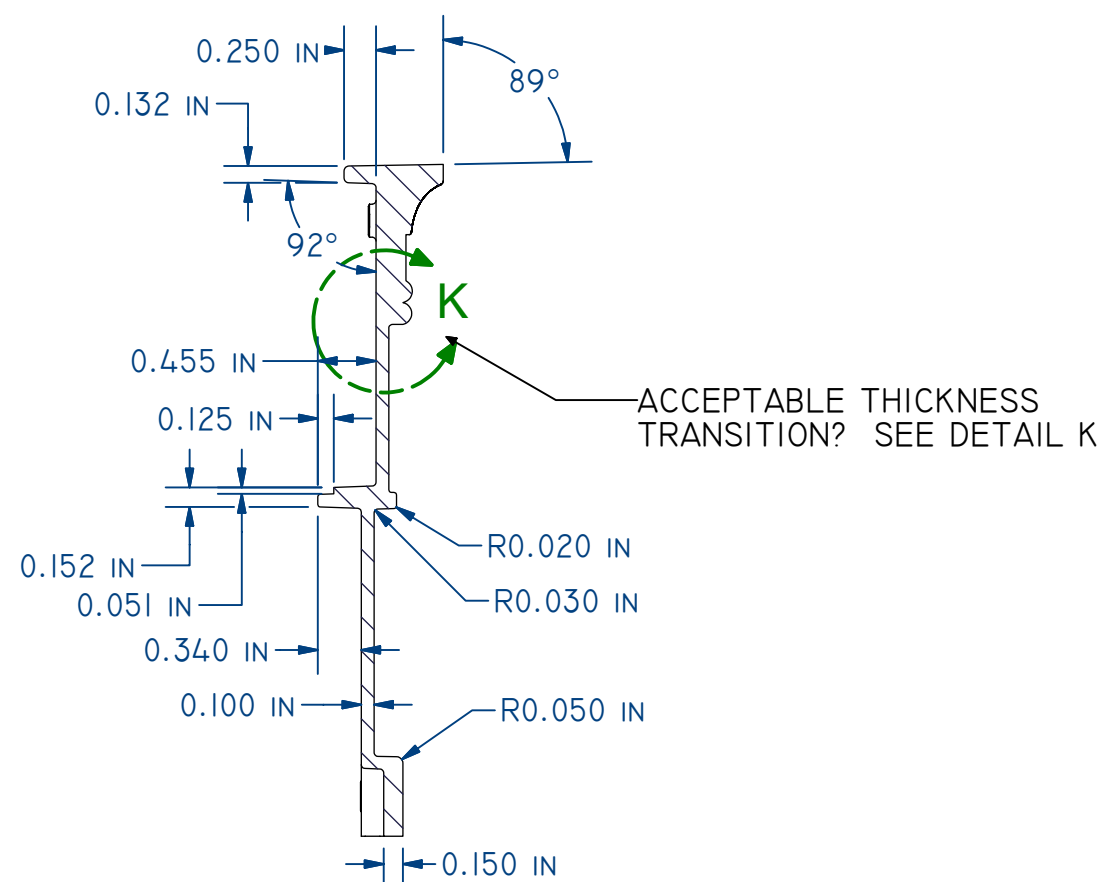 0.250 IN
89°
0.132 IN
92°
K
0.455 IN
ACCEPTABLE THICKNESS
TRANSITION? SEE DETAIL K
0.125 IN
R0.020 IN
0.152 IN
R0.030 IN
0.051 IN
0.340 IN
0.100 IN
R0.050 IN
0.150 IN